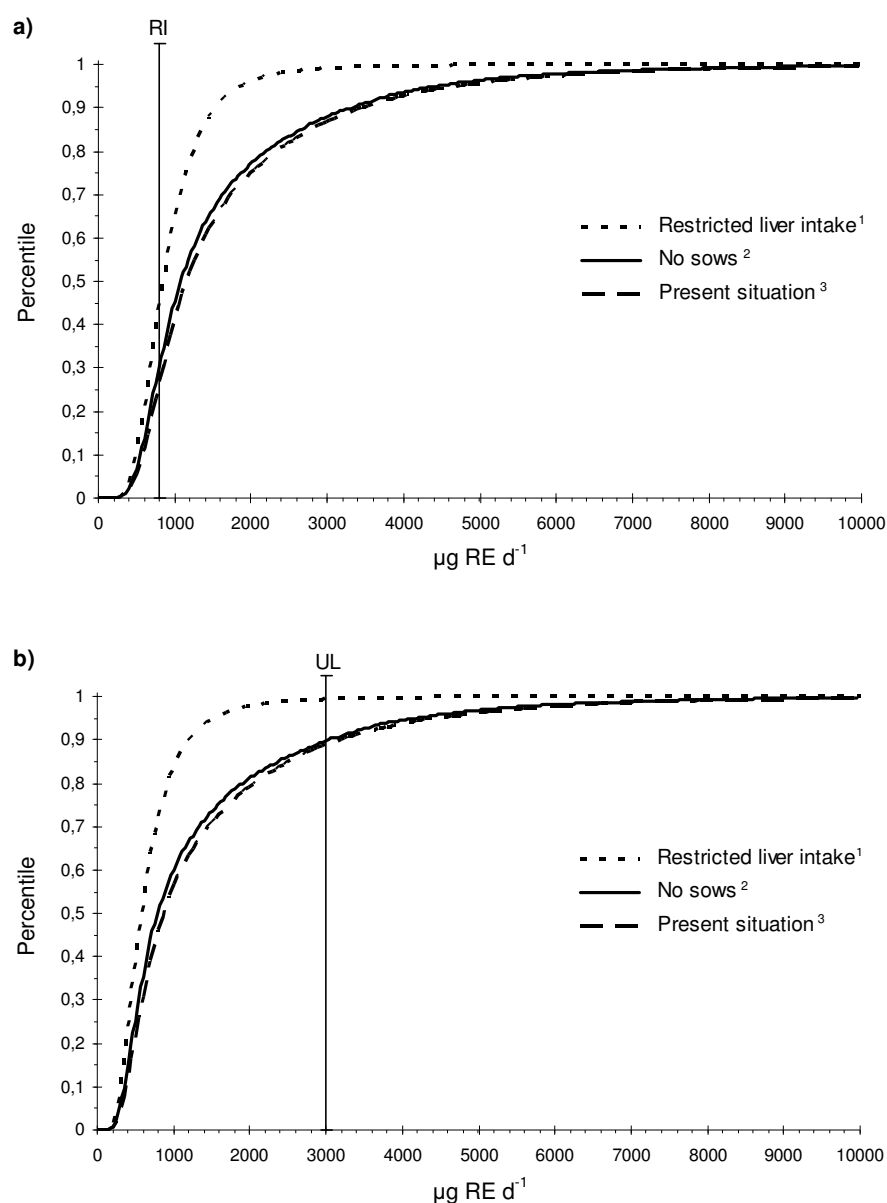 a)
RI
1
0,9
0,8
0,7
0,6
0,5
0,4
0,3
0,2
0,1
0
Percentile
Restricted liver intake¹
No sows ²
Present situation ³
0 1000 2000 3000 4000 5000 6000 7000 8000 9000 10000
µg RE d⁻¹
b)
UL
1
0,9
0,8
0,7
0,6
0,5
0,4
0,3
0,2
0,1
0
Percentile
Restricted liver intake¹
No sows ²
Present situation ³
0 1000 2000 3000 4000 5000 6000 7000 8000 9000 10000
µg RE d⁻¹